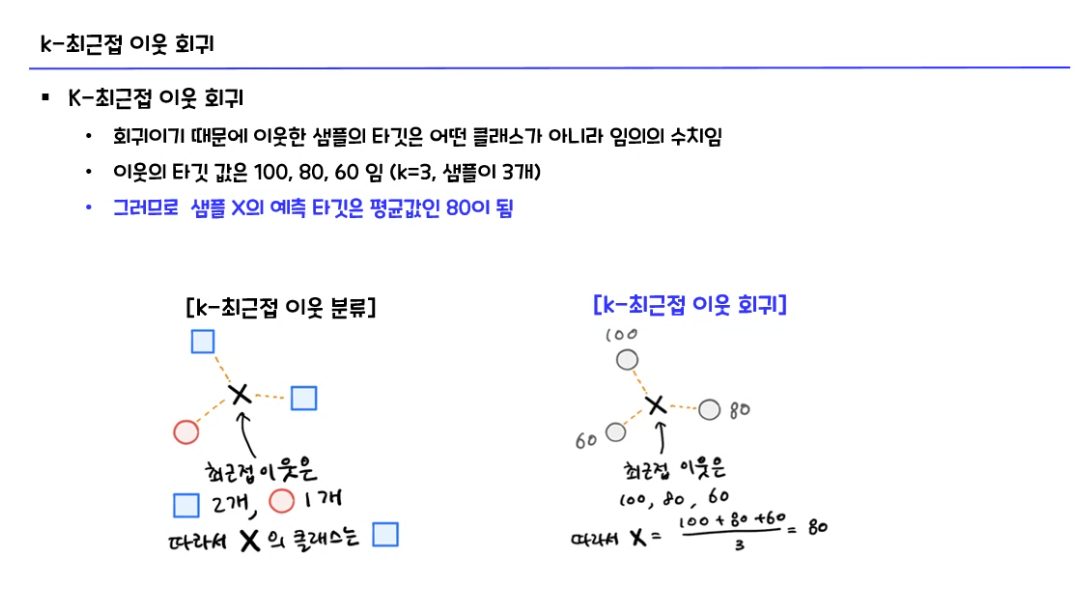 k-최근접 이웃 회귀
▪ K-최근접 이웃 회귀
• 회귀이기 때문에 이웃한 샘플의 타깃은 어떤 클래스가 아니라 임의의 수치임
• 이웃의 타깃 값은 100, 80, 60 임 (k=3, 샘플이 3개)
• 그러므로 샘플 X의 예측 타깃은 평균값인 80이 됨
[k-최근접 이웃 분류]
X
최근접 이웃은
2개, 1개
따라서 X의 클래스는
[k-최근접 이웃 회귀]
100
X
80
60
최근접 이웃은
100, 80, 60
따라서 X = (100 + 80 + 60) / 3 = 80